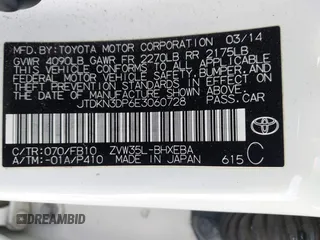 MFD. BY: TOYOTA MOTOR CORPORATION 03/14
GVWR 4090LB GAWR FR 2270LB RR 2175LB
THIS VEHICLE CONFORMS TO ALL APPLICABLE
FEDERAL MOTOR VEHICLE SAFETY, BUMPER, AND
THEFT PREVENTION STANDARDS IN EFFECT ON
THE DATE OF MANUFACTURE SHOWN ABOVE.
JTDKN3DP6E3060728
PASS. CAR
C/TR:070/FB10 ZVW35L-BHXEBA
A/TM:-01A/P410 MADE IN JAPAN 615 C
TOYOTA
DREAMBID